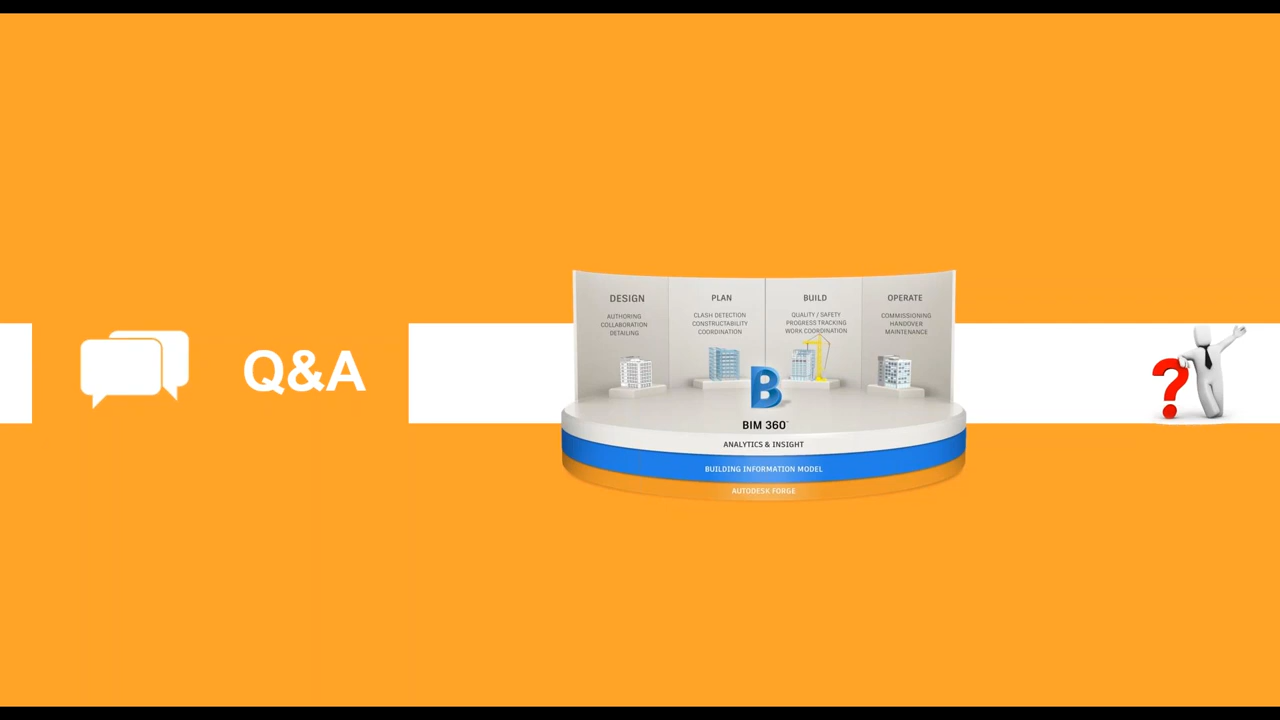 Q&A
DESIGN
AUTHORING
COLLABORATION
DETAILING
PLAN
CLASH DETECTION
CONSTRUCTABILITY
COORDINATION
BUILD
QUALITY / SAFETY
PROGRESS TRACKING
WORK COORDINATION
OPERATE
COMMISSIONING
HANDOVER
MAINTENANCE
B
BIM 360™
ANALYTICS & INSIGHT
BUILDING INFORMATION MODEL
AUTODESK FORGE
?